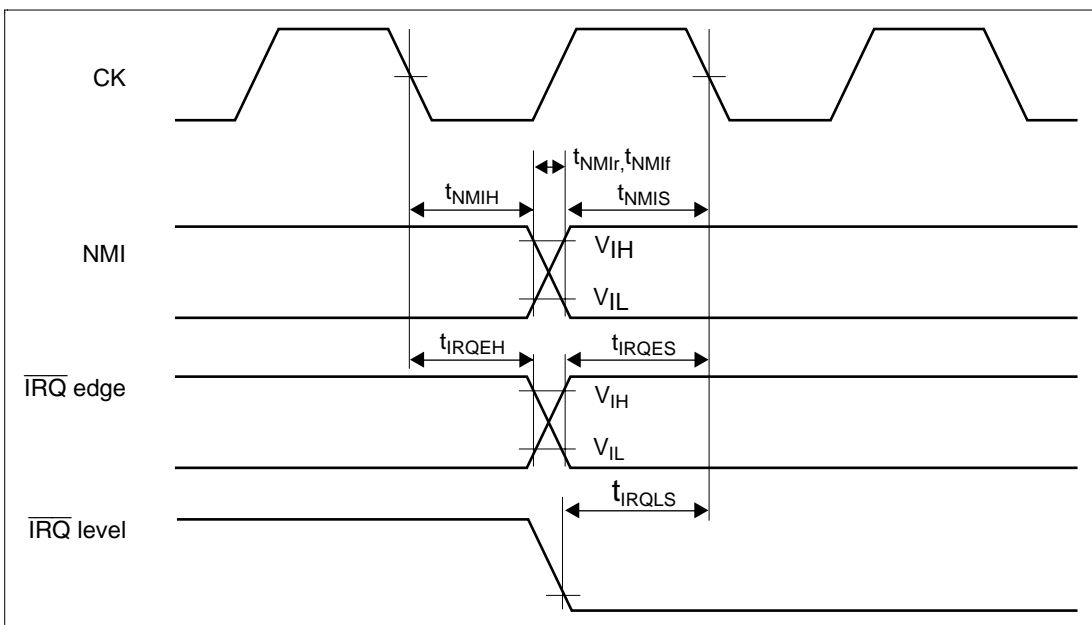 CK
tNMIr,tNMIf
tNMIH
tNMIS
NMI
VIH
VIL
tIRQEH
tIRQES
IRQ edge
VIH
VIL
tIRQLS
IRQ level